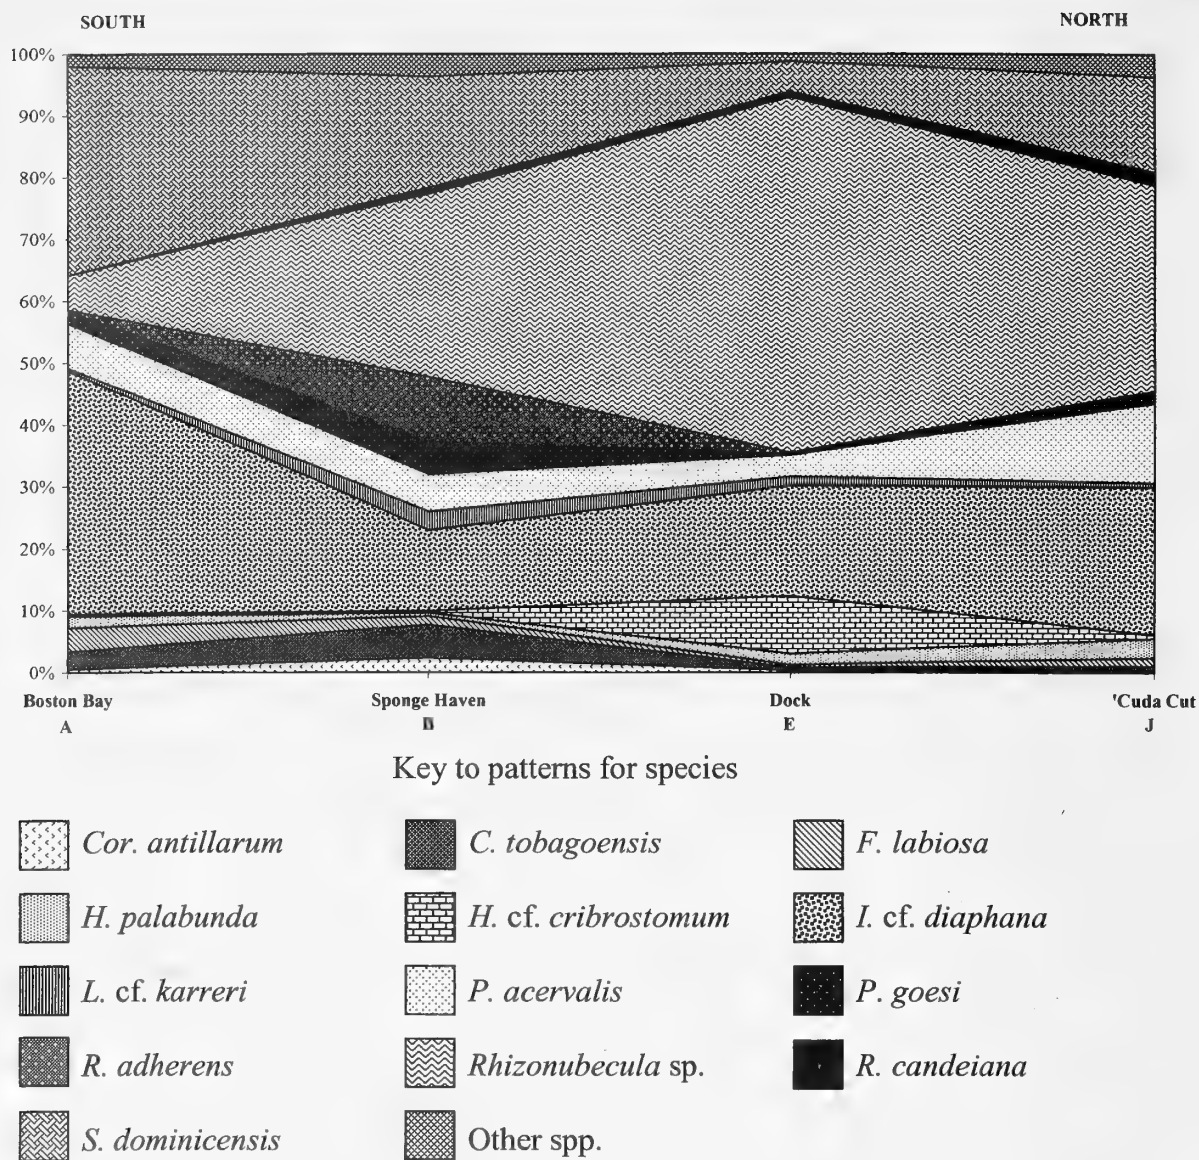 SOUTH NORTH
100%
90%
80%
70%
60%
50%
40%
30%
20%
10%
0%
Boston Bay Sponge Haven Dock 'Cuda Cut
A D E J
Key to patterns for species
Cor. antillarum C. tobagoensis F. labiosa
H. palabunda H. cf. cribrostomum I. cf. diaphana
L. cf. karreri P. acervalis P. goesi
R. adherens Rhizonubecula sp. R. candeiana
S. dominicensis Other spp.